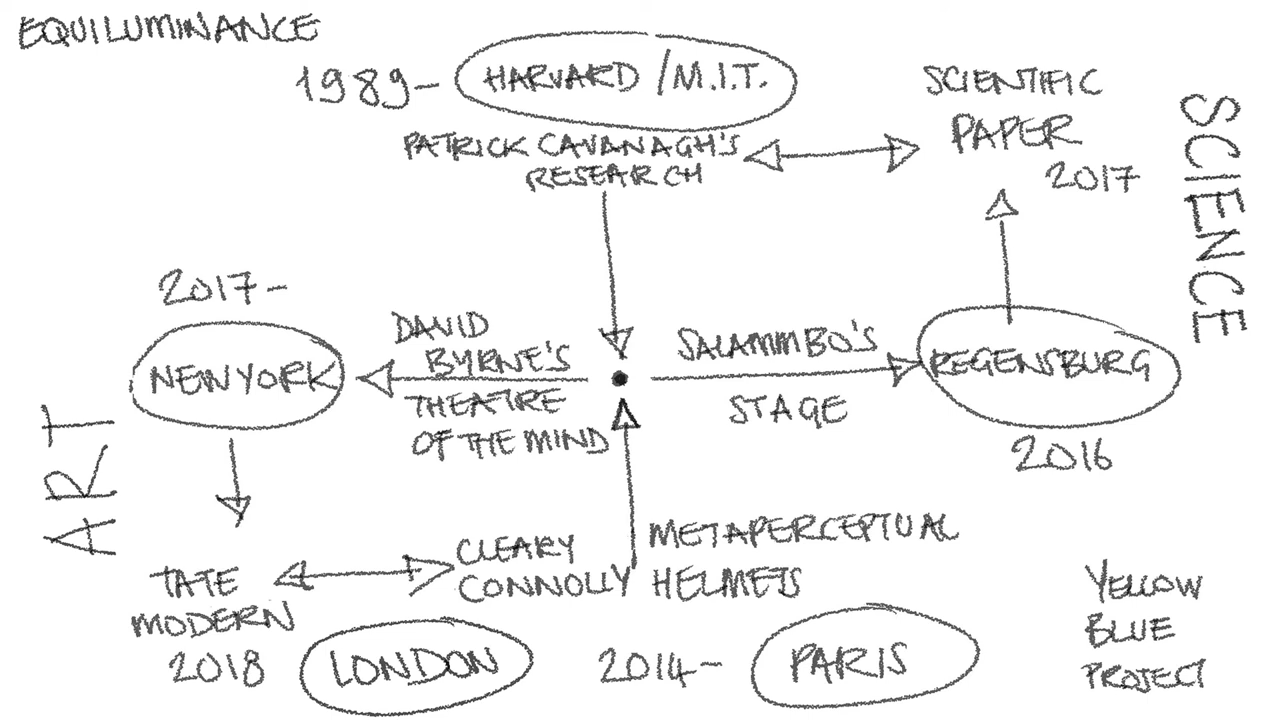 EQUILUMINANCE
1989-
HARVARD / M.I.T.
PATRICK CAVANAGH'S
RESEARCH
SCIENTIFIC
PAPER
2017
SCIENCE
2017-
NEW YORK
DAVID
BYRNE'S
THEATRE
OF THE MIND
SALAMMBO'S
STAGE
REGENSBURG
2016
ART
TATE
MODERN
2018
LONDON
CLEARY
CONNOLLY
METAPERCEPTUAL
HELMETS
2014-
PARIS
YELLOW
BLUE
PROJECT